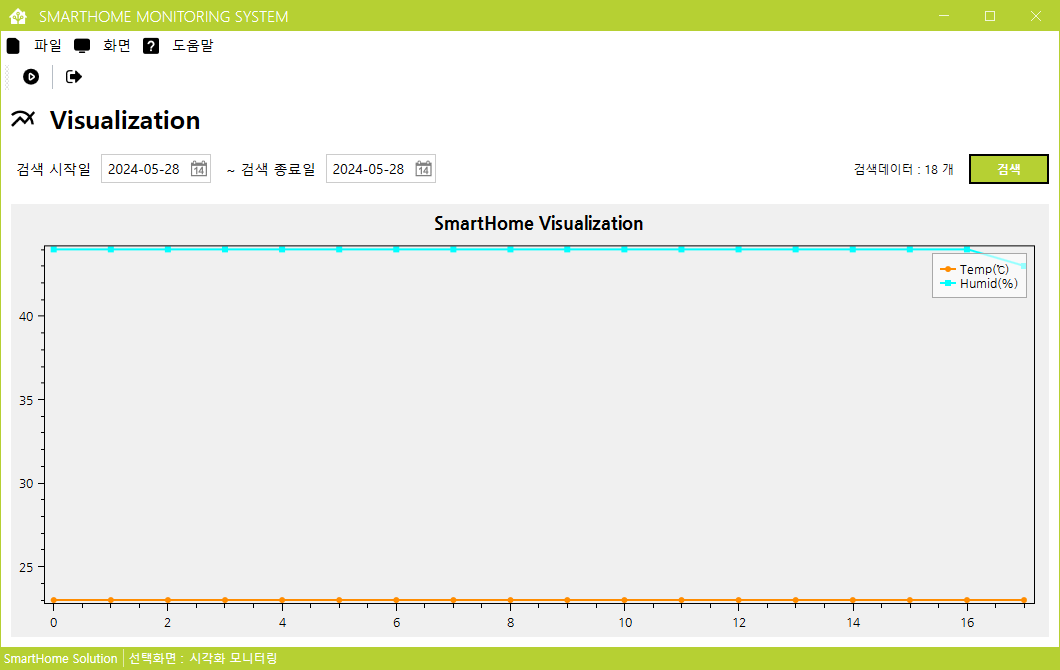 SMARTHOME MONITORING SYSTEM
파일 화면 ? 도움말
Visualization
검색 시작일 2024-05-28 14 ~ 검색 종료일 2024-05-28 14 검색데이터 : 18 개 검색
SmartHome Visualization
Temp(℃)
Humid(%)
40
35
30
25
0 2 4 6 8 10 12 14 16
SmartHome Solution 선택화면 : 시각화 모니터링